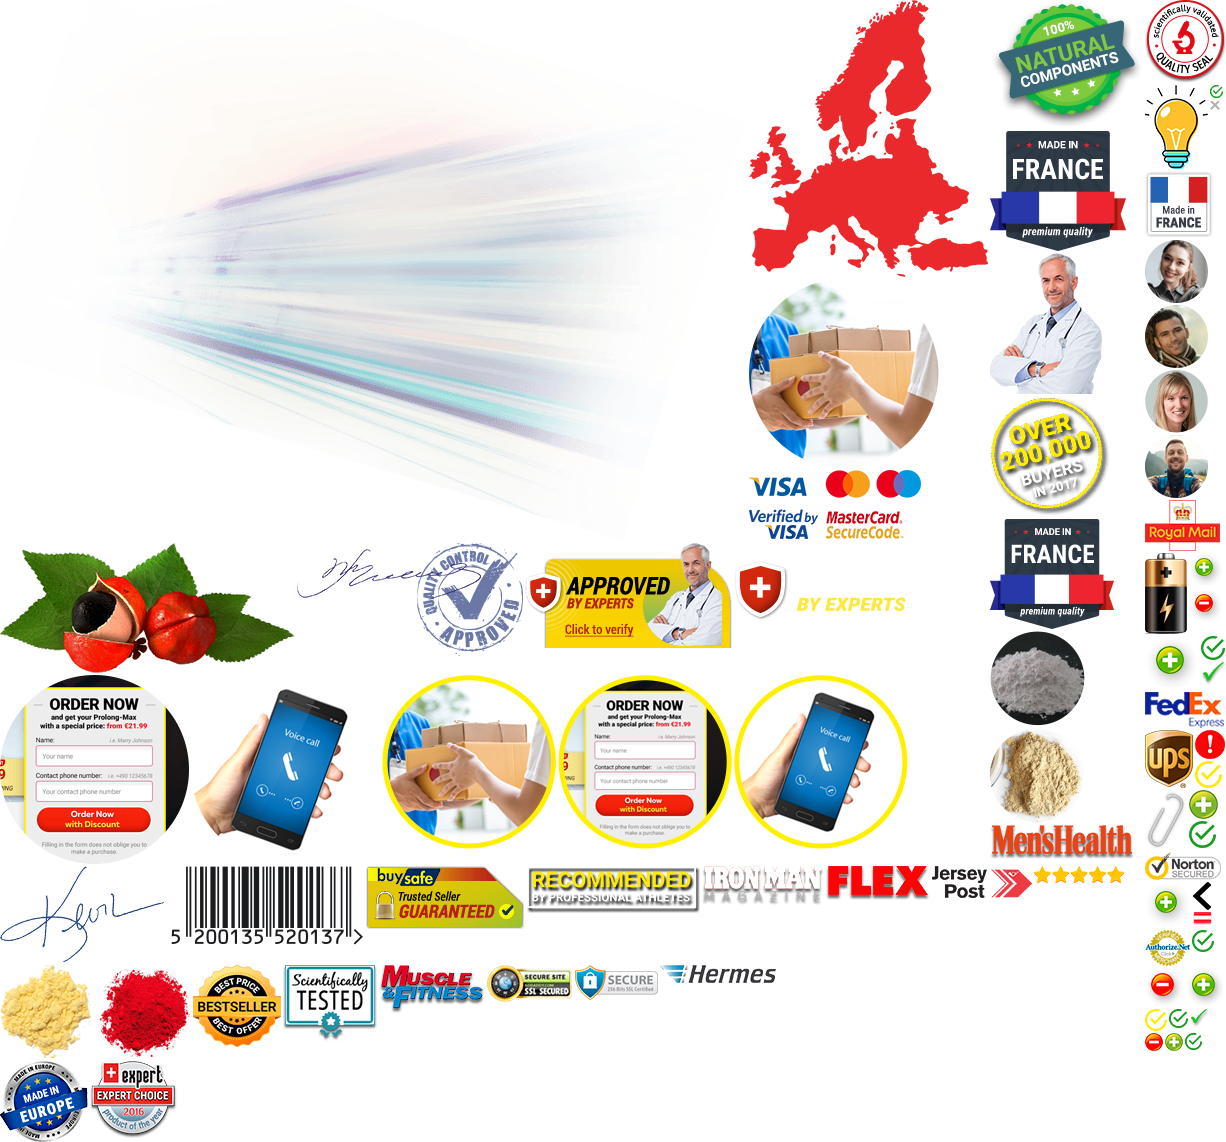 100%
NATURAL
COMPONENTS
scientifically validated
QUALITY SEAL
MADE IN
FRANCE
premium quality
Made in
FRANCE
OVER
200,000
BUYERS
IN 2017
VISA
Verified by
VISA
MasterCard.
SecureCode.
Royal Mail
MADE IN
FRANCE
premium quality
QUALITY CONTROL
APPROVED
APPROVED
BY EXPERTS
Click to verify
BY EXPERTS
ORDER NOW
and get your Prolong-Max
with a special price: from €21.99
Name:
i.e. Marry Johnson
Your name
Contact phone number:
i.e. +490 12345678
Your contact phone number
Order Now
with Discount
Filling in the form does not oblige you to
make a purchase.
Voice call
ORDER NOW
and get your Prolong-Max
with a special price: from €21.99
Name:
i.e. Marry Johnson
Your name
Contact phone number:
i.e. +490 12345678
Your contact phone number
Order Now
with Discount
Filling in the form does not oblige you to
make a purchase.
Voice call
FedEx
Express
ups
Men'sHealth
Kevin
5 200135 520137 >
buysafe
Trusted Seller
GUARANTEED
RECOMMENDED
BY PROFESSIONAL ATHLETES
IRONMAN
MAGAZINE
FLEX
Jersey
Post
Norton
SECURED
Authorize.Net
Click
BEST PRICE
BESTSELLER
BEST OFFER
Scientifically
TESTED
MUSCLE
&FITNESS
SECURE SITE
SSL SECURED
SECURE
256 Bits SSL Certified
Hermes
MADE IN EUROPE
MADE IN
EUROPE
expert
EXPERT CHOICE
2016
product of the year